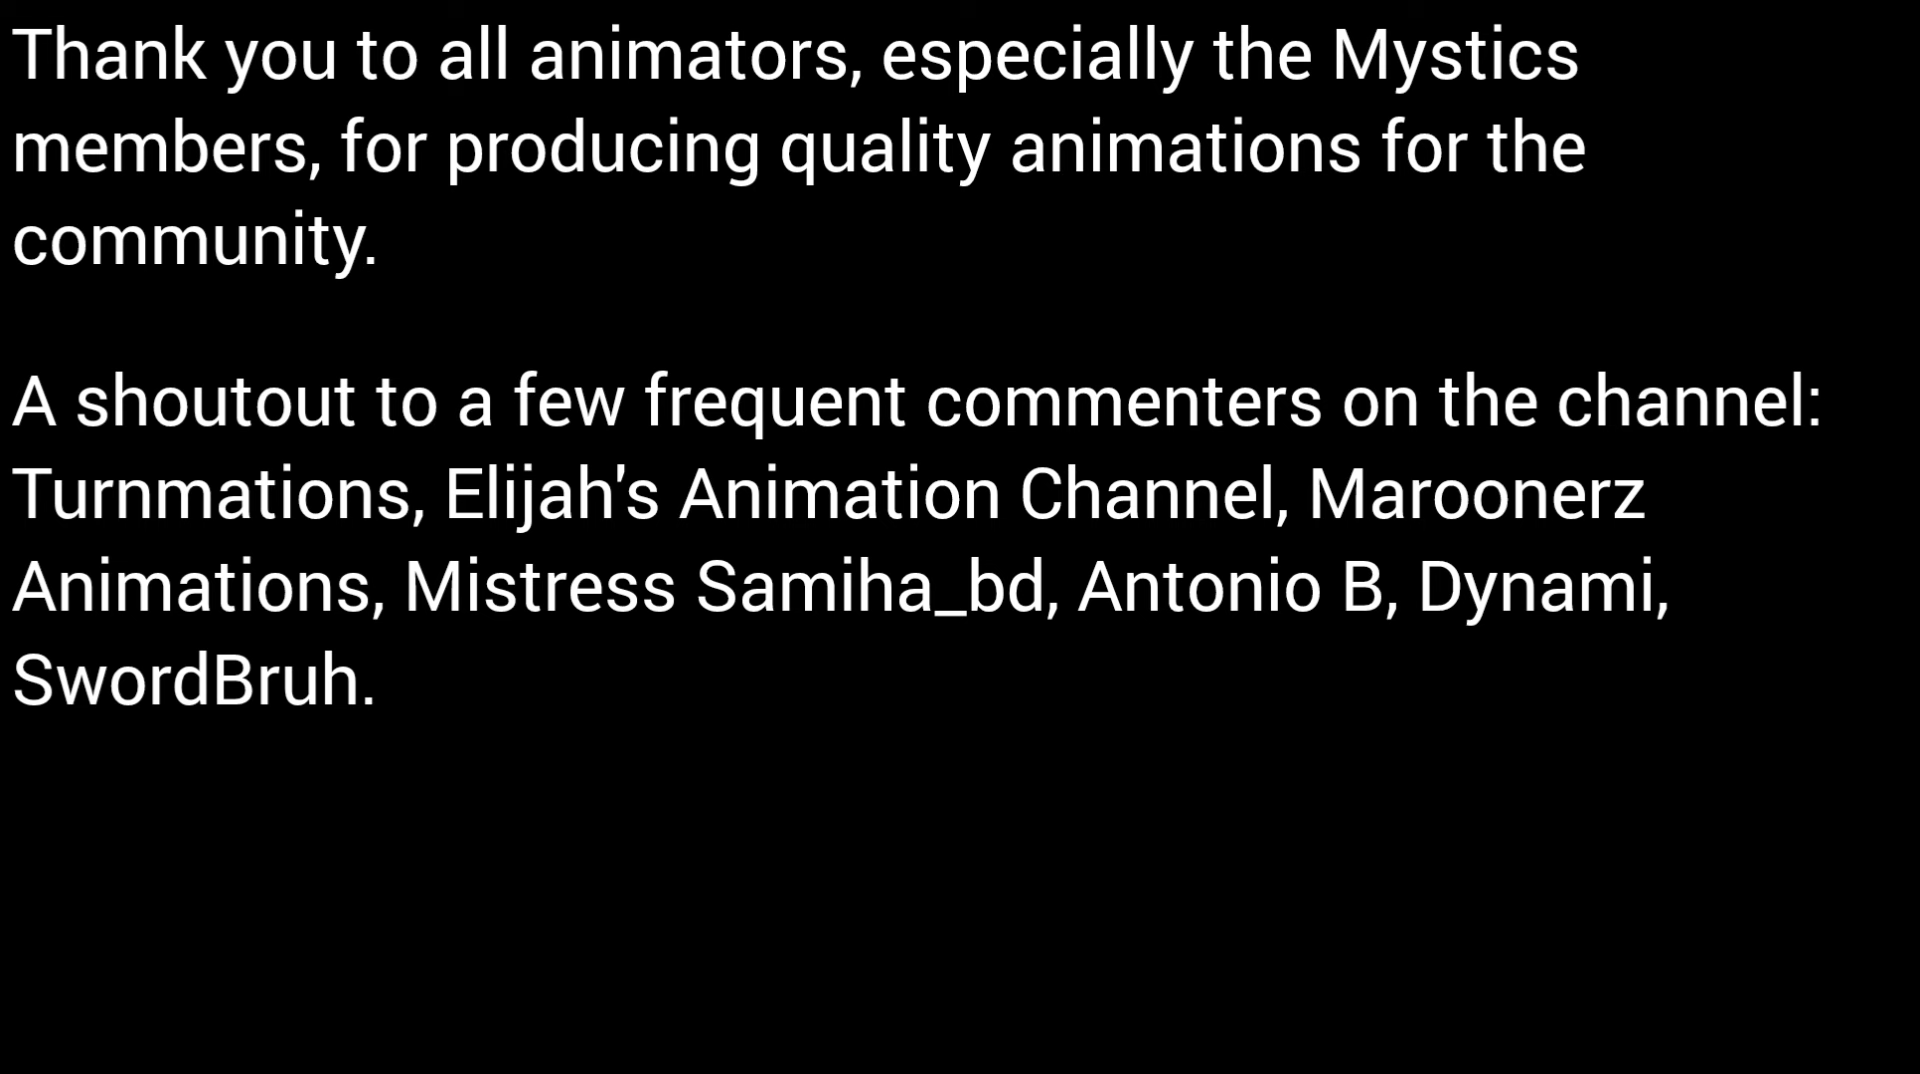 Thank you to all animators, especially the Mystics
members, for producing quality animations for the
community.
A shoutout to a few frequent commenters on the channel:
Turnmations, Elijah's Animation Channel, Maroonerz
Animations, Mistress Samiha_bd, Antonio B, Dynami,
SwordBruh.